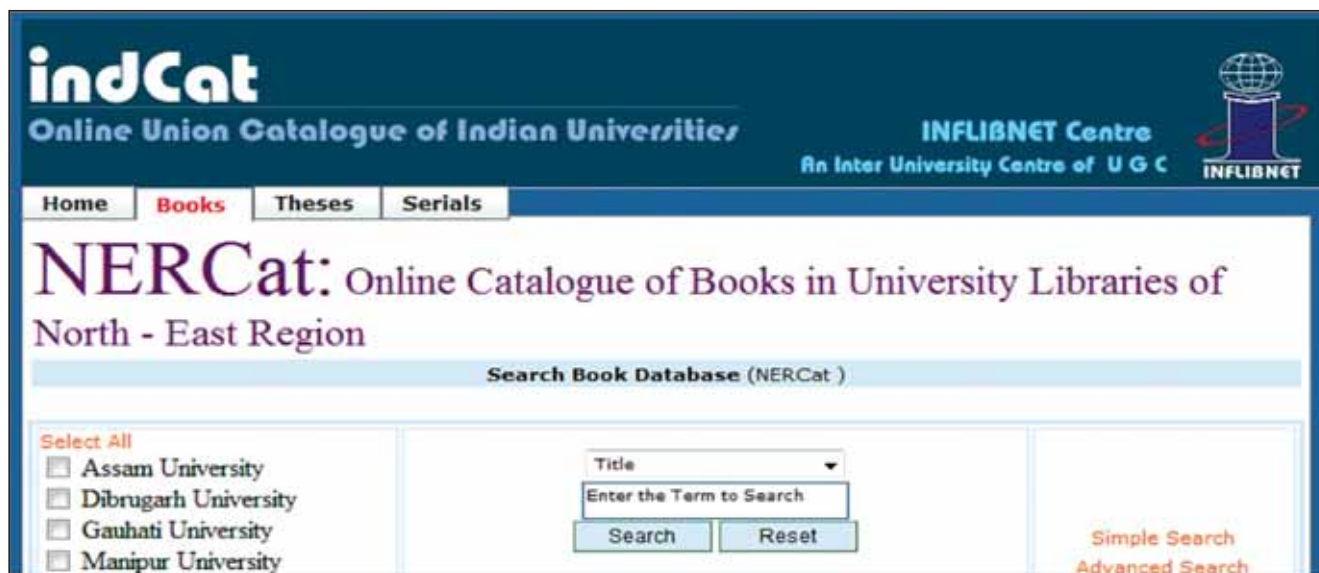 indCat
Online Union Catalogue of Indian Universities
INFLIBNET Centre
An Inter University Centre of U G C
INFLIBNET
Home Books Theses Serials
NERCat: Online Catalogue of Books in University Libraries of
North - East Region
Search Book Database (NERCat )
Select All
Assam University
Dibrugarh University
Gauhati University
Manipur University
Title
Enter the Term to Search
Search Reset
Simple Search
Advanced Search